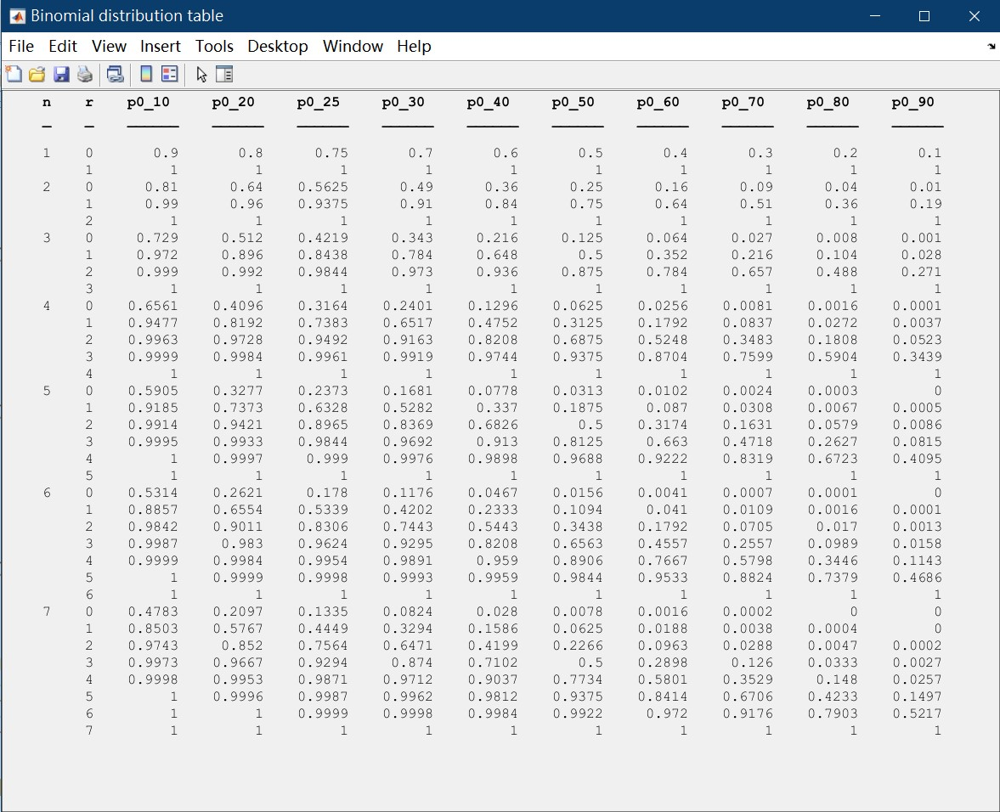 Binomial distribution table
File Edit View Insert Tools Desktop Window Help
n r p0_10 p0_20 p0_25 p0_30 p0_40 p0_50 p0_60 p0_70 p0_80 p0_90
1 0 0.9 0.8 0.75 0.7 0.6 0.5 0.4 0.3 0.2 0.1
1 1 1 1 1 1 1 1 1 1 1
2 0 0.81 0.64 0.5625 0.49 0.36 0.25 0.16 0.09 0.04 0.01
1 0.99 0.96 0.9375 0.91 0.84 0.75 0.64 0.51 0.36 0.19
2 1 1 1 1 1 1 1 1 1 1
3 0 0.729 0.512 0.4219 0.343 0.216 0.125 0.064 0.027 0.008 0.001
1 0.972 0.896 0.8438 0.784 0.648 0.5 0.352 0.216 0.104 0.028
2 0.999 0.992 0.9844 0.973 0.936 0.875 0.784 0.657 0.488 0.271
3 1 1 1 1 1 1 1 1 1 1
4 0 0.6561 0.4096 0.3164 0.2401 0.1296 0.0625 0.0256 0.0081 0.0016 0.0001
1 0.9477 0.8192 0.7383 0.6517 0.4752 0.3125 0.1792 0.0837 0.0272 0.0037
2 0.9963 0.9728 0.9492 0.9163 0.8208 0.6875 0.5248 0.3483 0.1808 0.0523
3 0.9999 0.9984 0.9961 0.9919 0.9744 0.9375 0.8704 0.7599 0.5904 0.3439
4 1 1 1 1 1 1 1 1 1 1
5 0 0.5905 0.3277 0.2373 0.1681 0.0778 0.0313 0.0102 0.0024 0.0003 0
1 0.9185 0.7373 0.6328 0.5282 0.337 0.1875 0.087 0.0308 0.0067 0.0005
2 0.9914 0.9421 0.8965 0.8369 0.6826 0.5 0.3174 0.1631 0.0579 0.0086
3 0.9995 0.9933 0.9844 0.9692 0.913 0.8125 0.663 0.4718 0.2627 0.0815
4 1 0.9997 0.999 0.9976 0.9898 0.9688 0.9222 0.8319 0.6723 0.4095
5 1 1 1 1 1 1 1 1 1 1
6 0 0.5314 0.2621 0.178 0.1176 0.0467 0.0156 0.0041 0.0007 0.0001 0
1 0.8857 0.6554 0.5339 0.4202 0.2333 0.1094 0.041 0.0109 0.0016 0.0001
2 0.9842 0.9011 0.8306 0.7443 0.5443 0.3438 0.1792 0.0705 0.017 0.0013
3 0.9987 0.983 0.9624 0.9295 0.8208 0.6563 0.4557 0.2557 0.0989 0.0158
4 0.9999 0.9984 0.9954 0.9891 0.959 0.8906 0.7667 0.5798 0.3446 0.1143
5 1 0.9999 0.9998 0.9993 0.9959 0.9844 0.9533 0.8824 0.7379 0.4686
6 1 1 1 1 1 1 1 1 1 1
7 0 0.4783 0.2097 0.1335 0.0824 0.028 0.0078 0.0016 0.0002 0 0
1 0.8503 0.5767 0.4449 0.3294 0.1586 0.0625 0.0188 0.0038 0.0004 0
2 0.9743 0.852 0.7564 0.6471 0.4199 0.2266 0.0963 0.0288 0.0047 0.0002
3 0.9973 0.9667 0.9294 0.874 0.7102 0.5 0.2898 0.126 0.0333 0.0027
4 0.9998 0.9953 0.9871 0.9712 0.9037 0.7734 0.5801 0.3529 0.148 0.0257
5 1 0.9996 0.9987 0.9962 0.9812 0.9375 0.8414 0.6706 0.4233 0.1497
6 1 1 0.9999 0.9998 0.9984 0.9922 0.972 0.9176 0.7903 0.5217
7 1 1 1 1 1 1 1 1 1 1